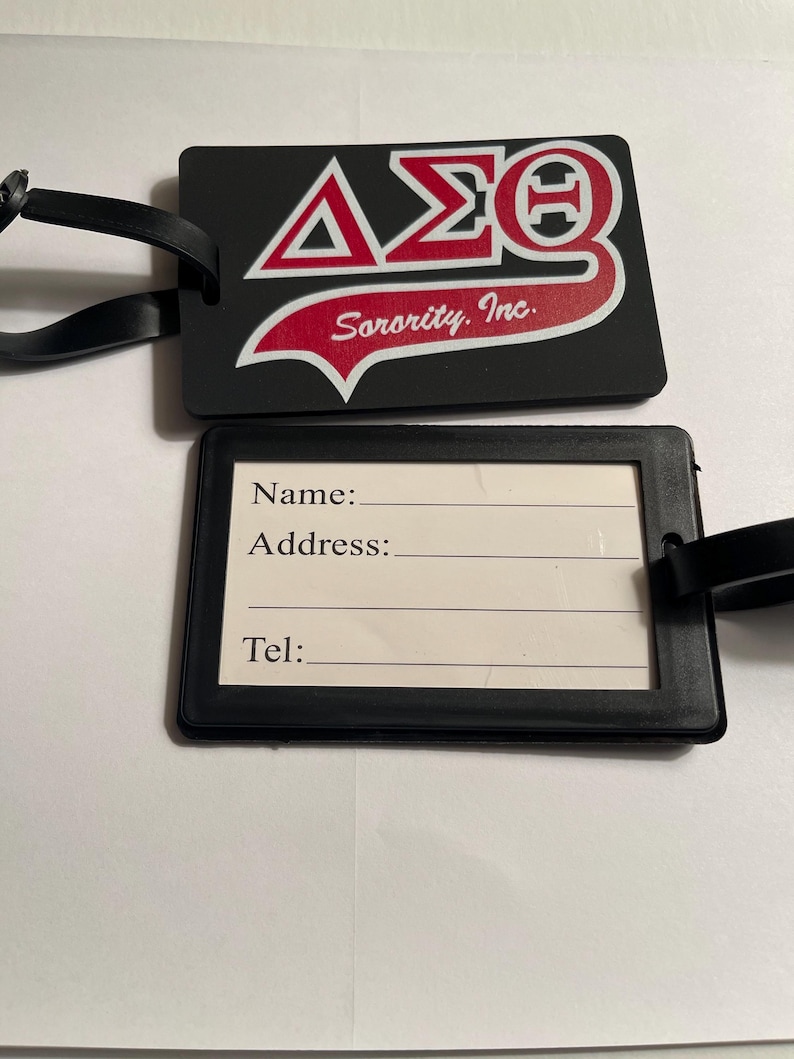 ΔΣΘ
Sorority, Inc.
Name:
Address:
Tel: